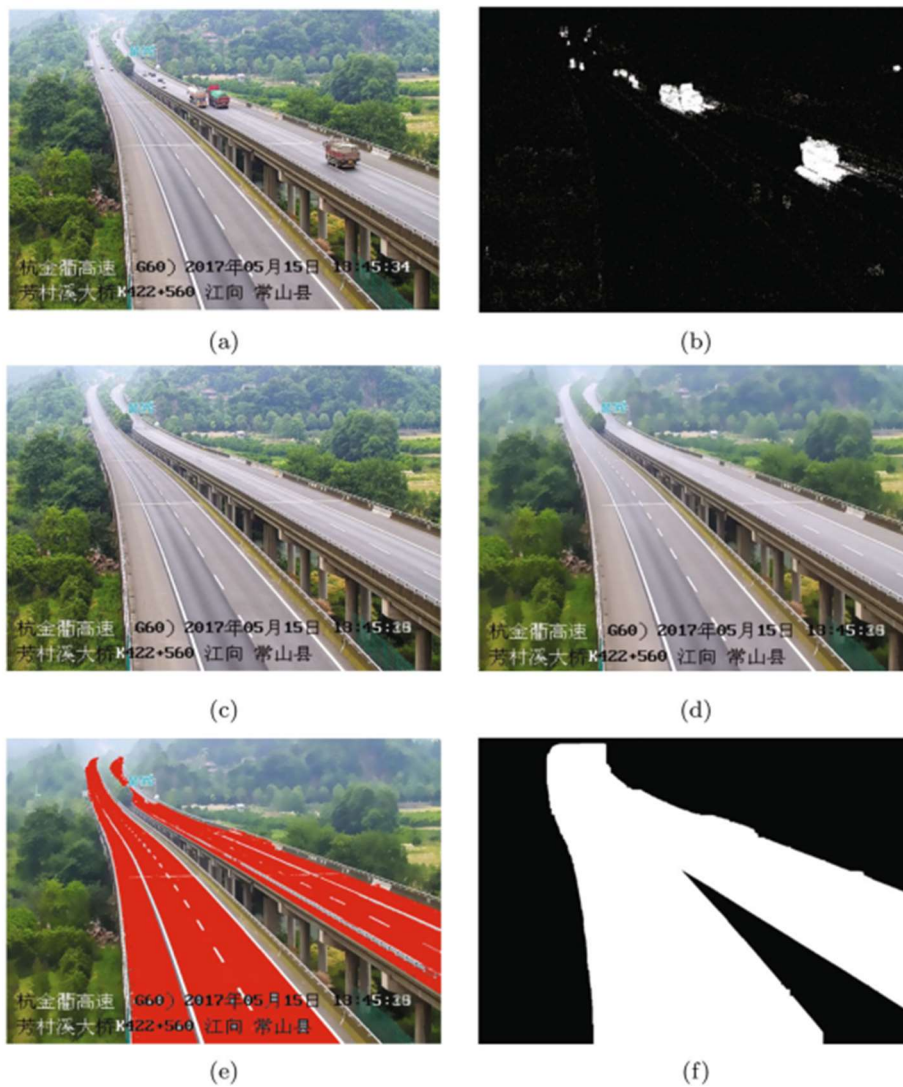 杭金衢高速 (G60) 2017年05月15日 18:45:34
芳村溪大桥K422+560 江向 常山县
(a)
(b)
杭金衢高速 (G60) 2017年05月15日 18:45:38
芳村溪大桥K422+560 江向 常山县
(c)
杭金衢高速 (G60) 2017年05月15日 18:45:38
芳村溪大桥K422+560 江向 常山县
(d)
杭金衢高速 (G60) 2017年05月15日 18:45:38
芳村溪大桥K422+560 江向 常山县
(e)
(f)